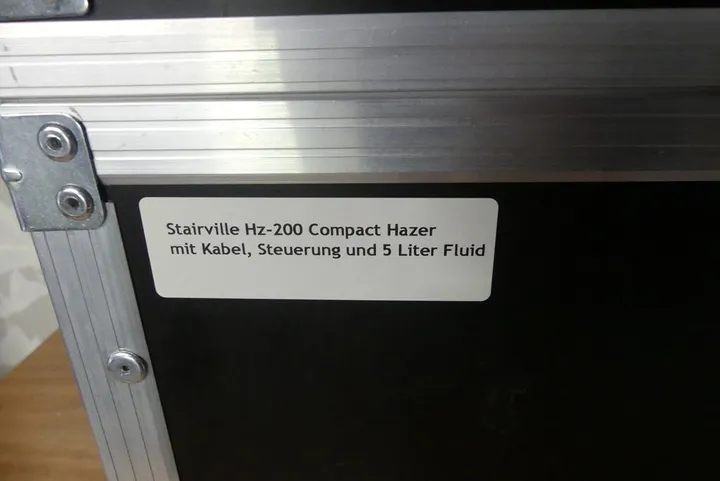 Stairville Hz-200 Compact Hazer
mit Kabel, Steuerung und 5 Liter Fluid